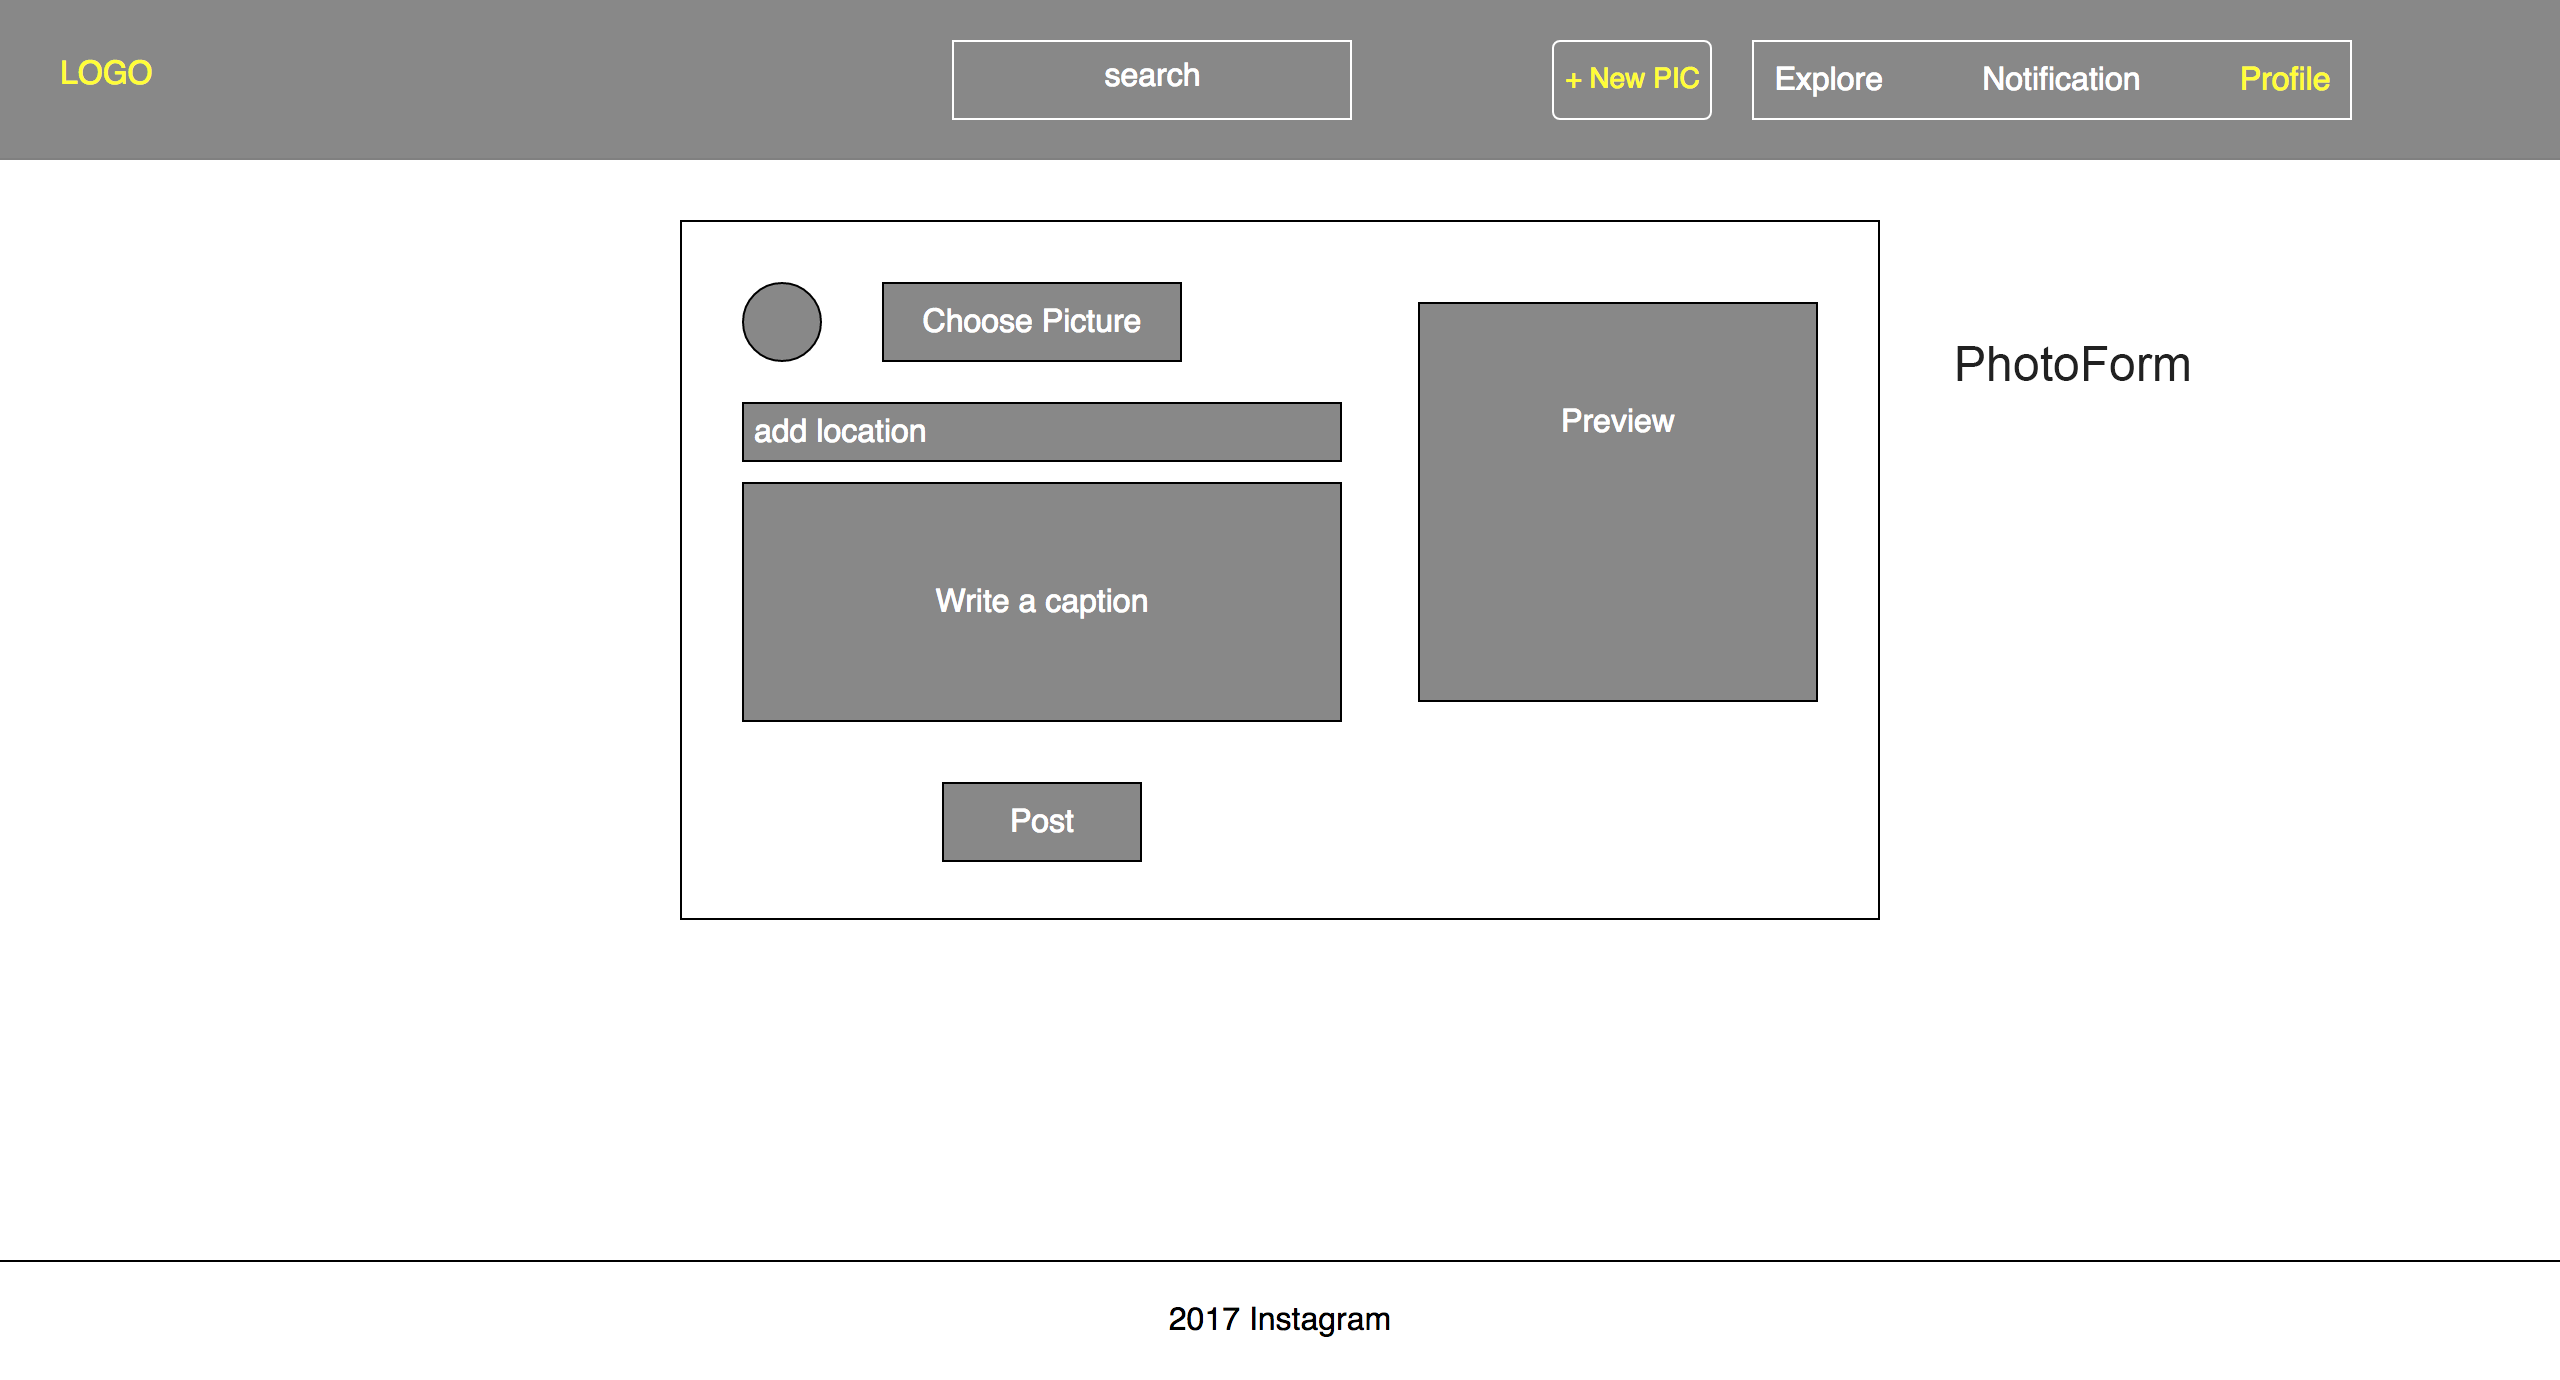 LOGO
search
+ New PIC
Explore
Notification
Profile
Choose Picture
add location
Write a caption
Post
Preview
PhotoForm
2017 Instagram